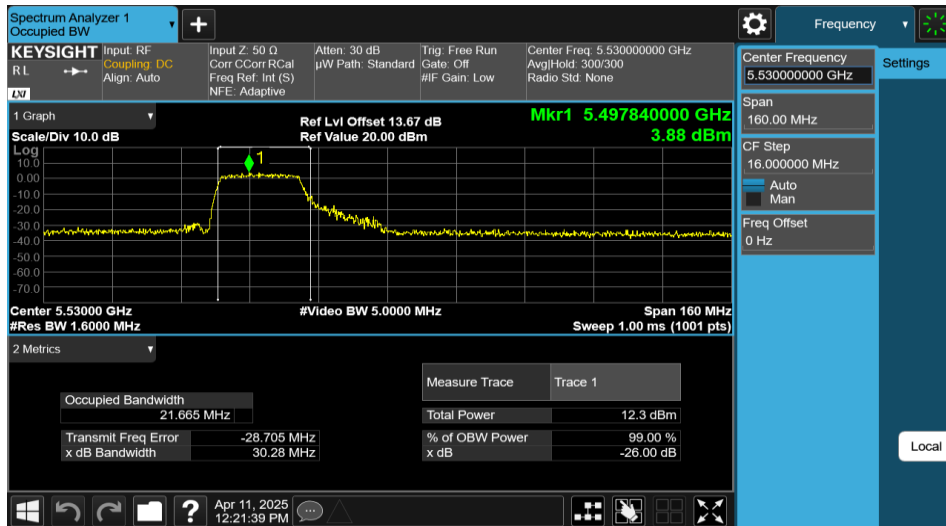 Spectrum Analyzer 1
Occupied BW
Frequency
KEYSIGHT
RL
LXI
Input: RF
Coupling: DC
Align: Auto
Input Z: 50 Ω
Corr CCorr RCal
Freq Ref: Int (S)
NFE: Adaptive
Atten: 30 dB
µW Path: Standard
Trig: Free Run
Gate: Off
#IF Gain: Low
Center Freq: 5.530000000 GHz
Avg|Hold: 300/300
Radio Std: None
Center Frequency
5.530000000 GHz
Settings
Span
160.00 MHz
CF Step
16.000000 MHz
Auto
Man
Freq Offset
0 Hz
Local
1 Graph
Scale/Div 10.0 dB
Ref Lvl Offset 13.67 dB
Ref Value 20.00 dBm
Mkr1 5.497840000 GHz
3.88 dBm
Log
1
10.0
0.00
-10.0
-20.0
-30.0
-40.0
-50.0
-60.0
-70.0
Center 5.53000 GHz
#Video BW 5.0000 MHz
Span 160 MHz
#Res BW 1.6000 MHz
Sweep 1.00 ms (1001 pts)
2 Metrics
Measure Trace Trace 1
Occupied Bandwidth
21.665 MHz
Total Power 12.3 dBm
Transmit Freq Error -28.705 MHz
% of OBW Power 99.00 %
x dB Bandwidth 30.28 MHz
x dB -26.00 dB
?
Apr 11, 2025
12:21:39 PM